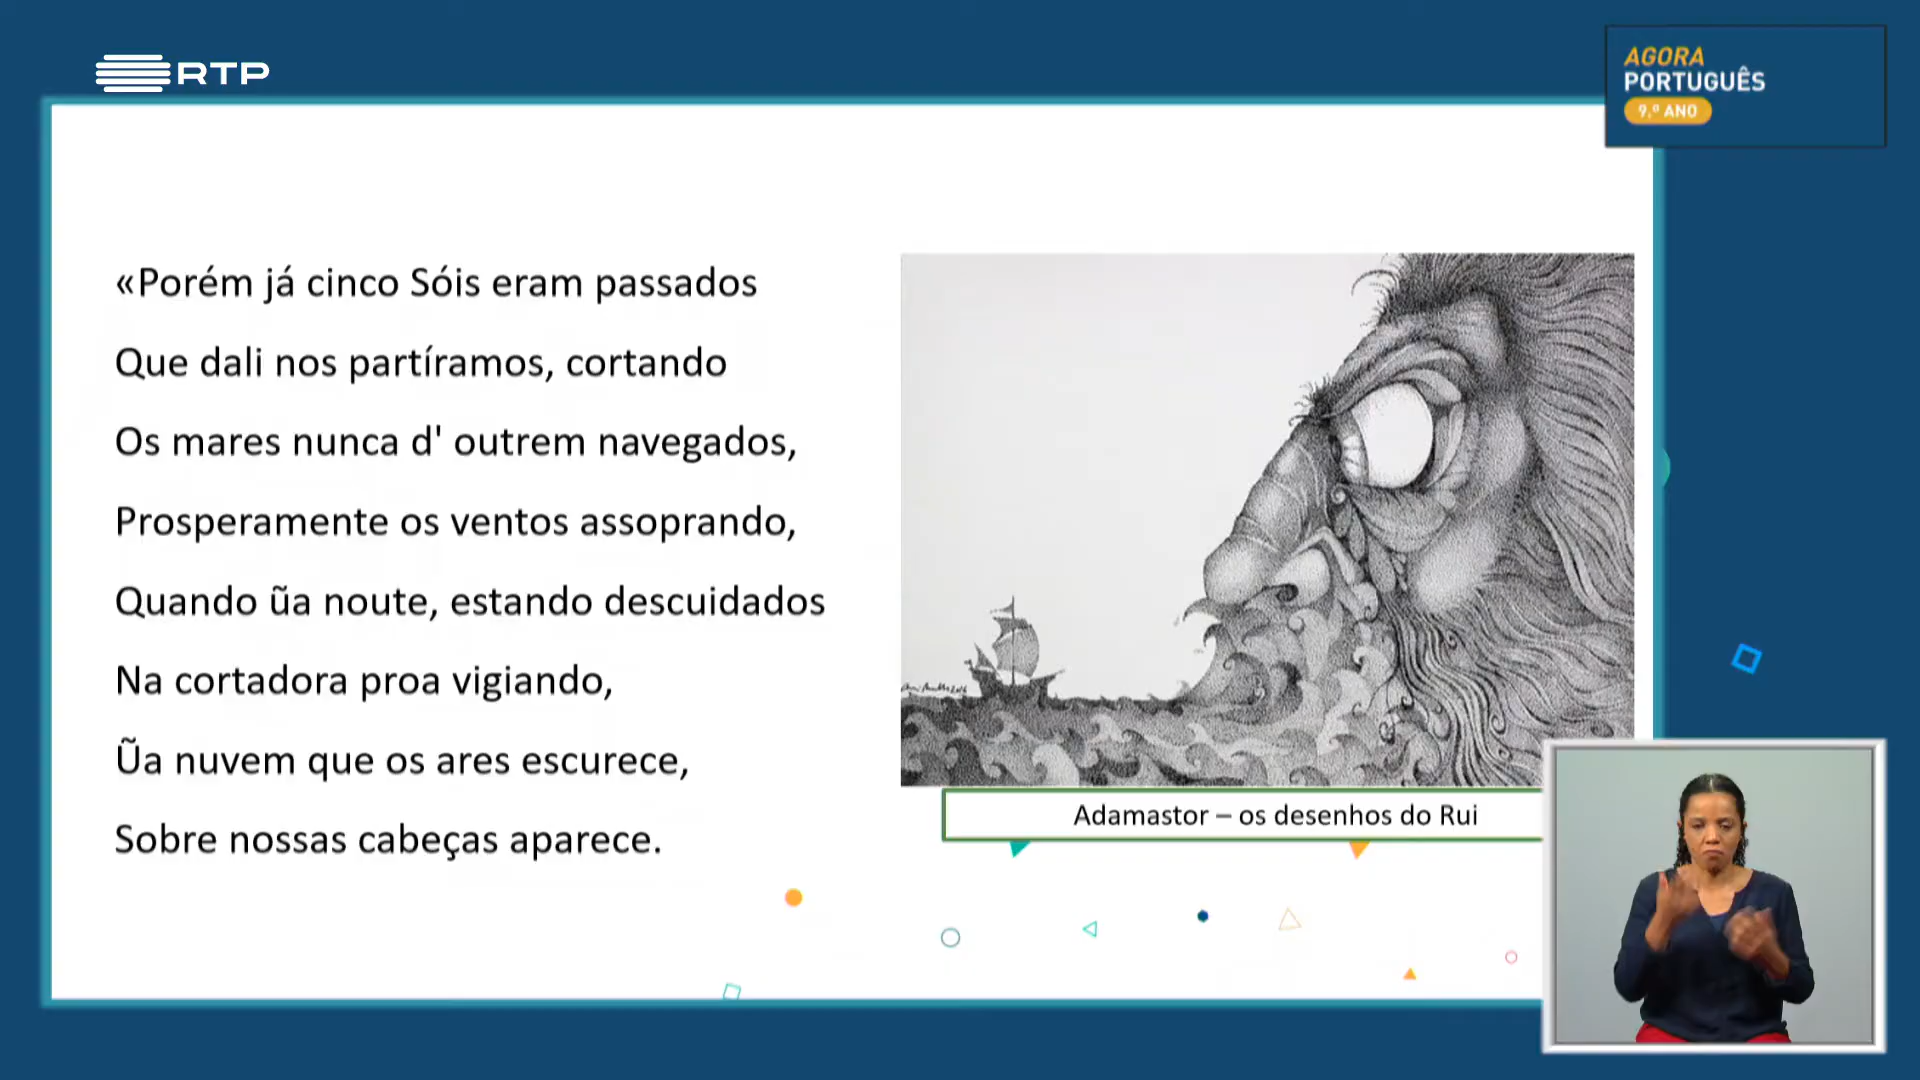 RTP
AGORA
PORTUGUÊS
9.º ANO
«Porém já cinco Sóis eram passados
Que dali nos partíramos, cortando
Os mares nunca d' outrem navegados,
Prosperamente os ventos assoprando,
Quando ũa noute, estando descuidados
Na cortadora proa vigiando,
Ũa nuvem que os ares escurece,
Sobre nossas cabeças aparece.
Adamastor – os desenhos do Rui